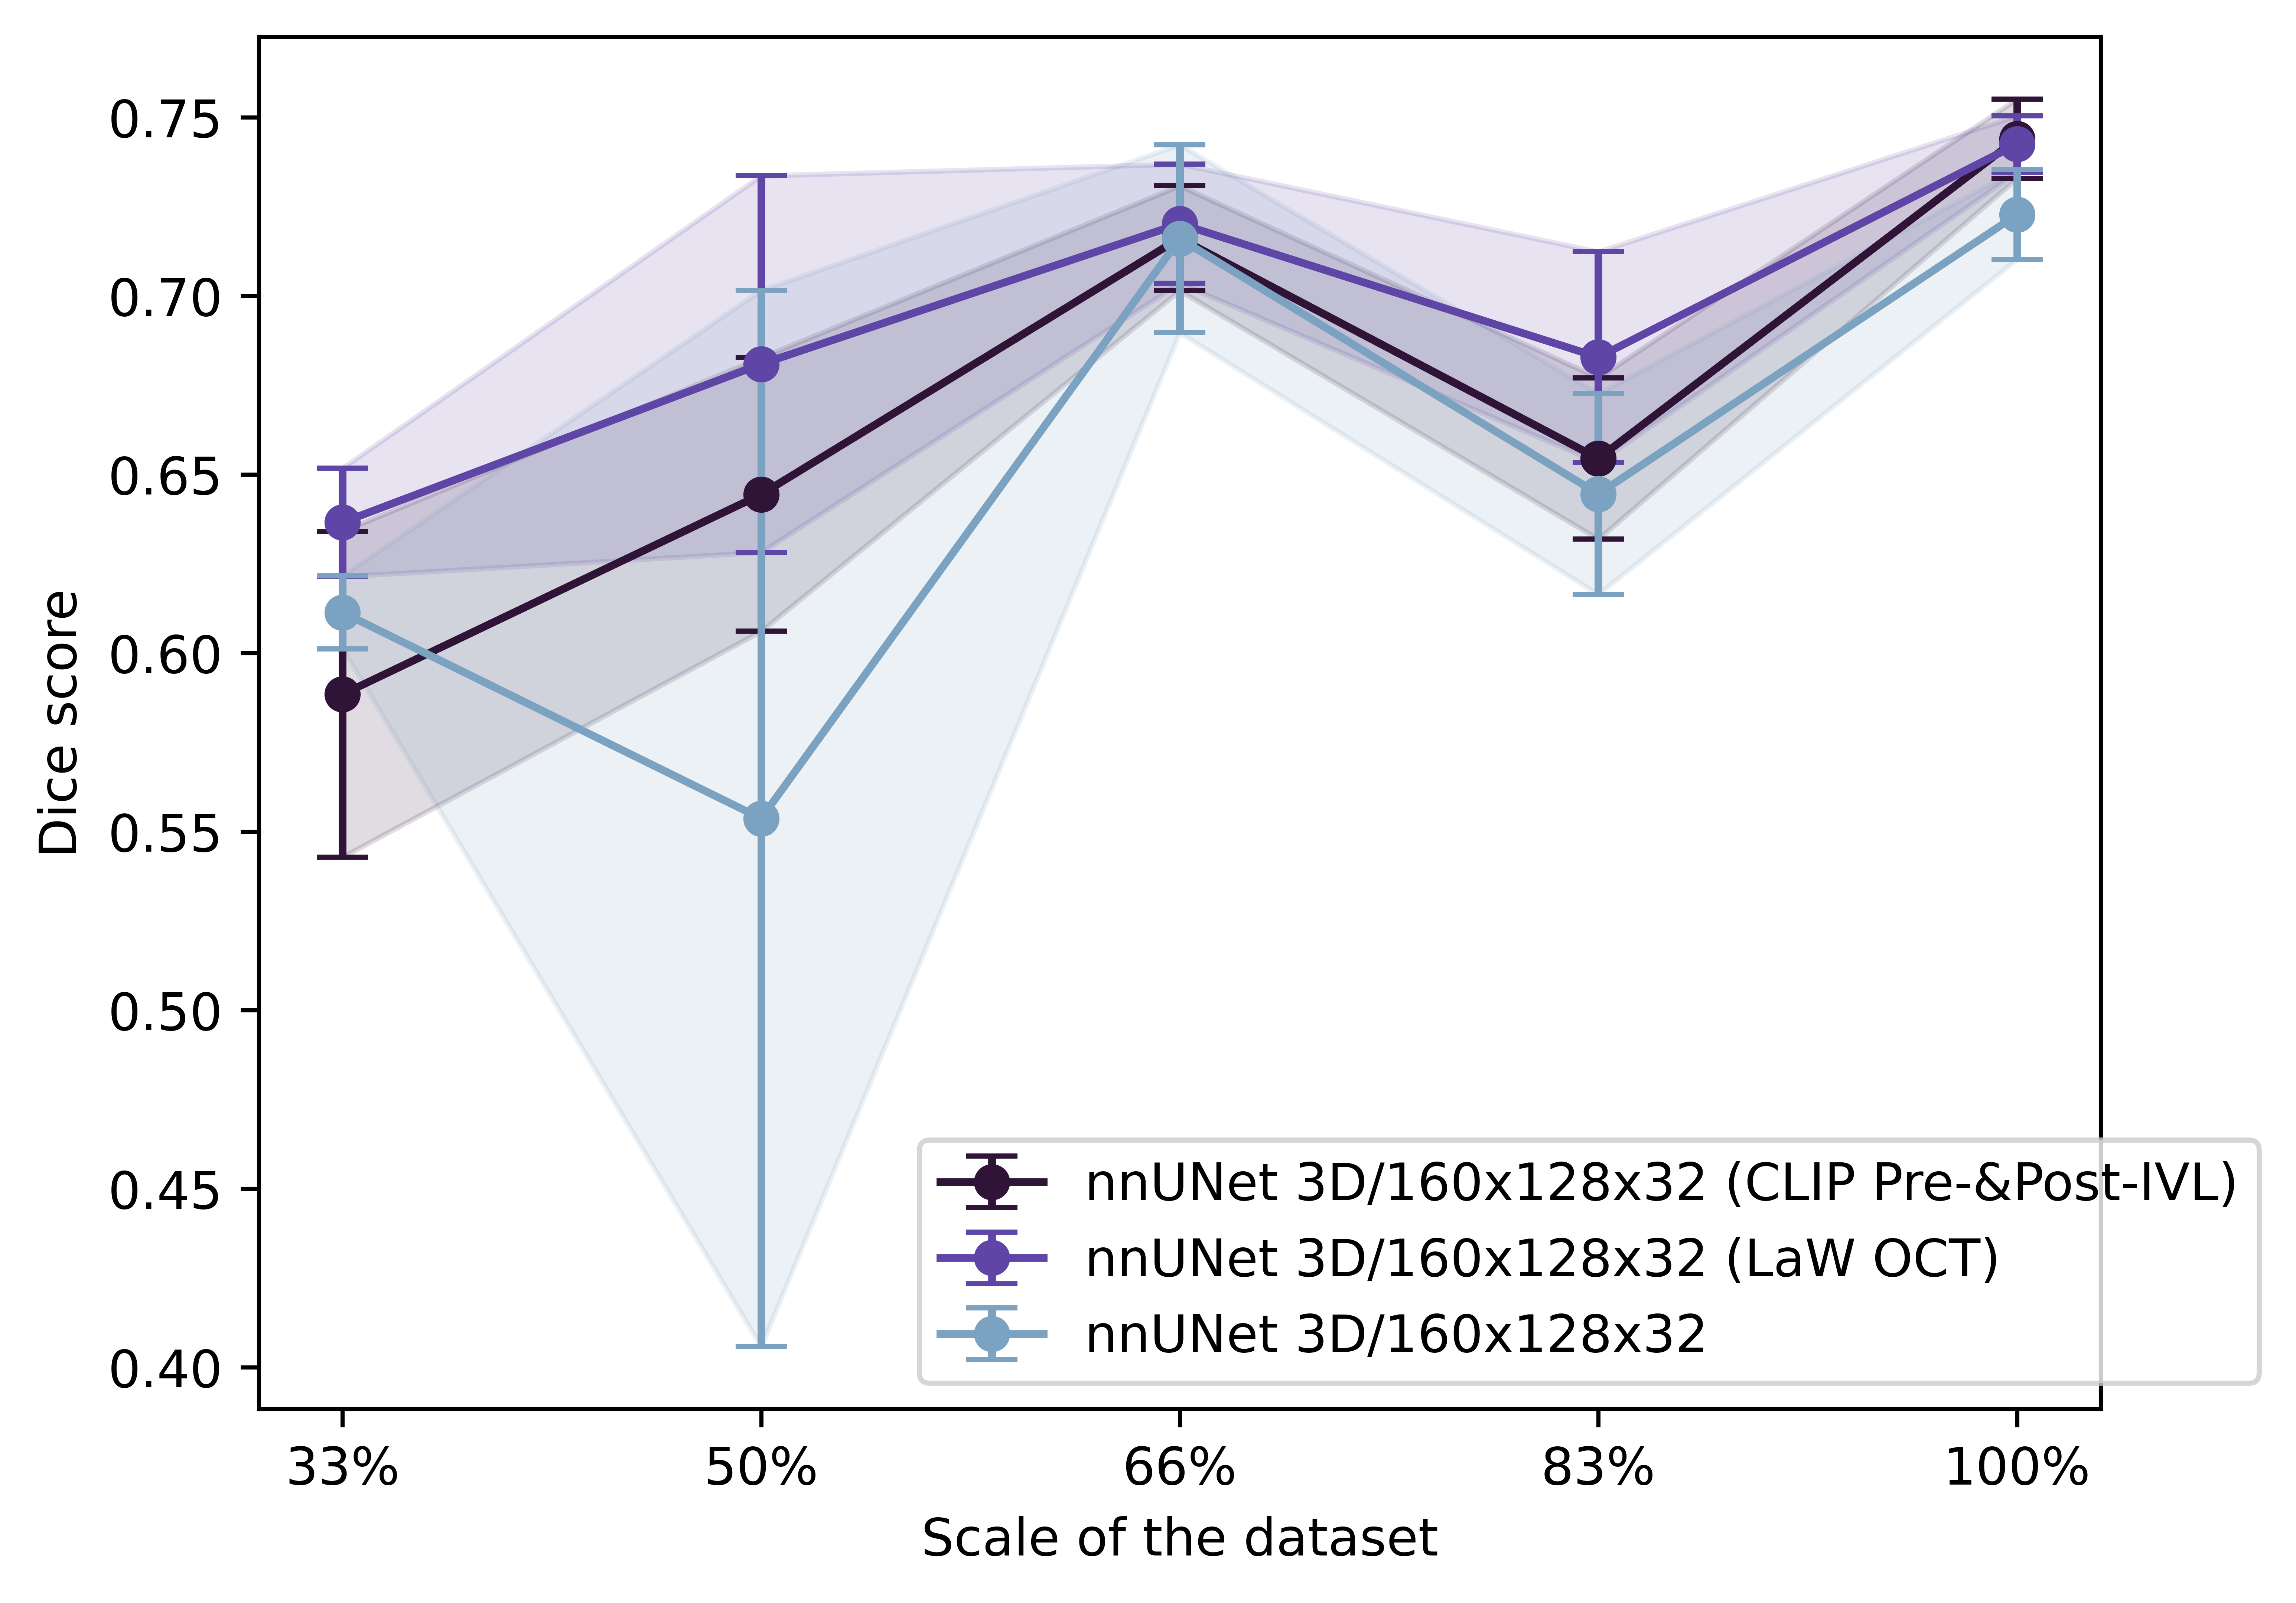 0.75
0.70
0.65
0.60
0.55
0.50
0.45
0.40
Dice score
nnUNet 3D/160x128x32 (CLIP Pre-&Post-IVL)
nnUNet 3D/160x128x32 (LaW OCT)
nnUNet 3D/160x128x32
33% 50% 66% 83% 100%
Scale of the dataset